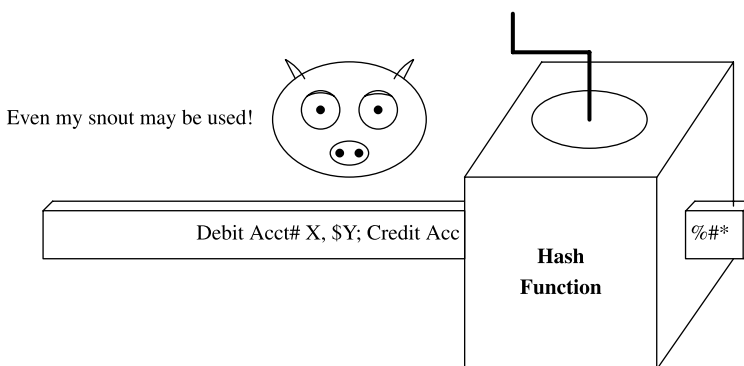 Even my snout may be used!
Debit Acct# X, $Y; Credit Acc
%#*
Hash
Function